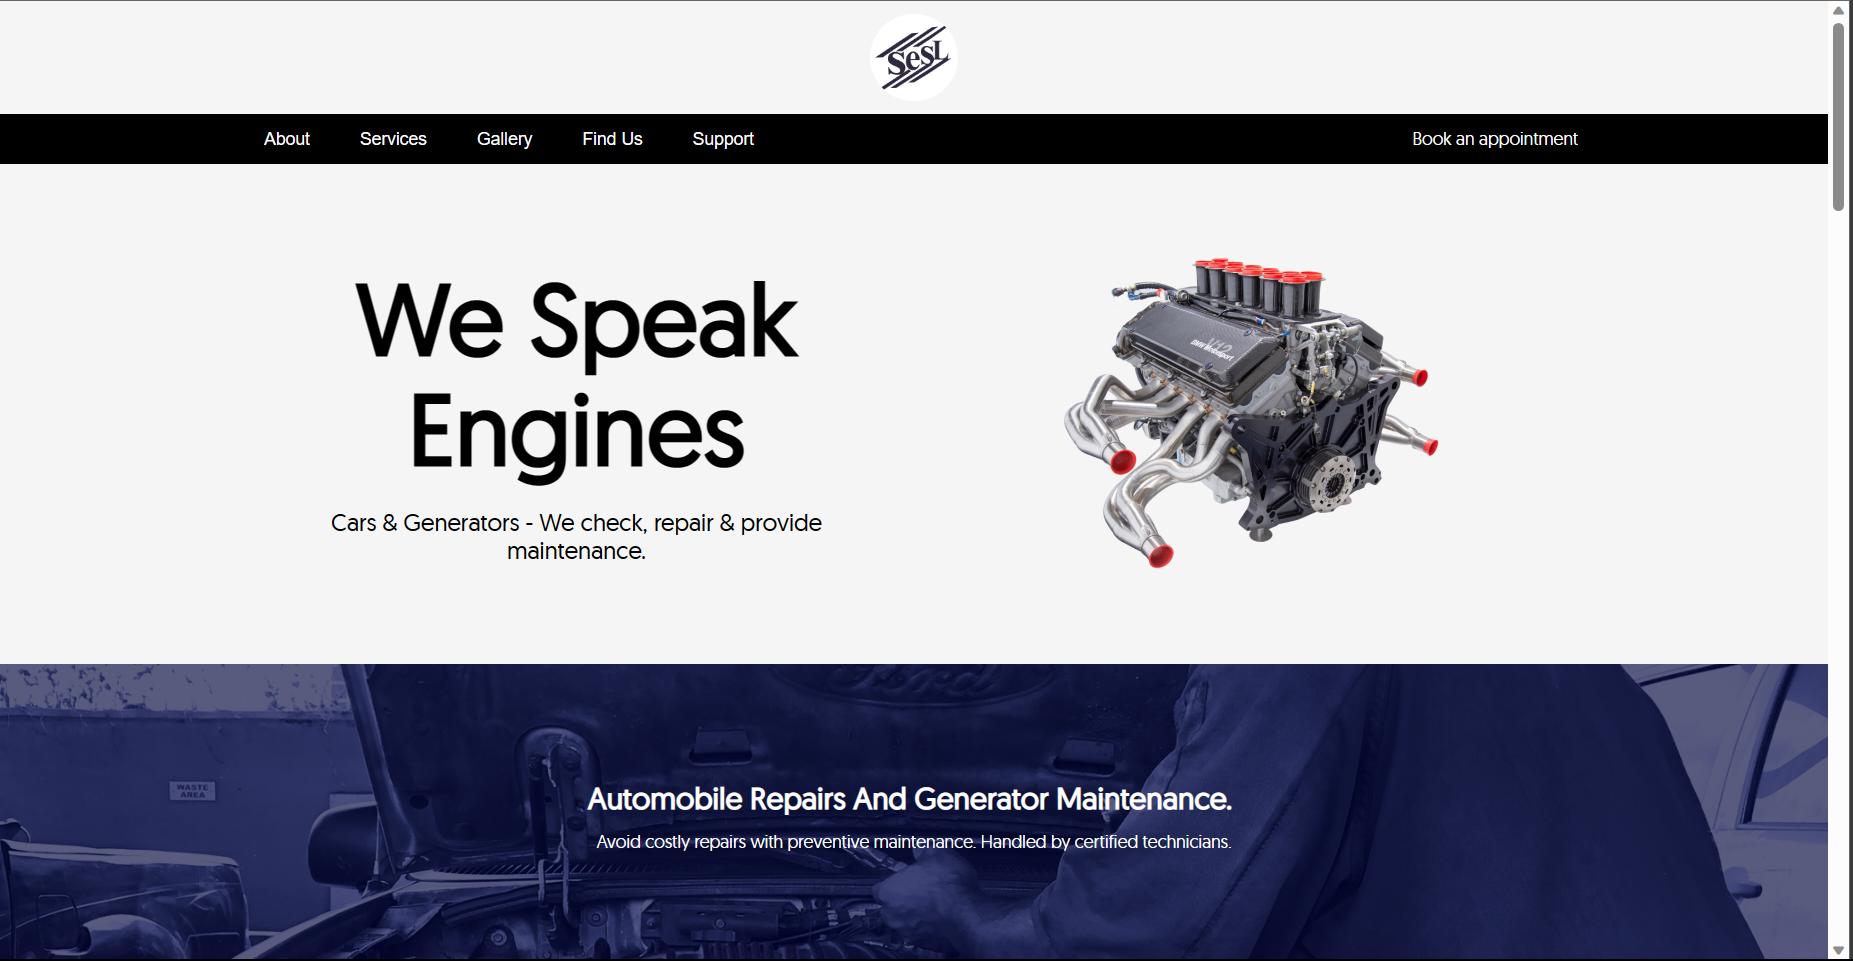 SeSL
About Services Gallery Find Us Support Book an appointment
We Speak
Engines
Cars & Generators - We check, repair & provide
maintenance.
V12
BMW Motorsport
Ford
WASTE
AREA
Automobile Repairs And Generator Maintenance.
Avoid costly repairs with preventive maintenance. Handled by certified technicians.